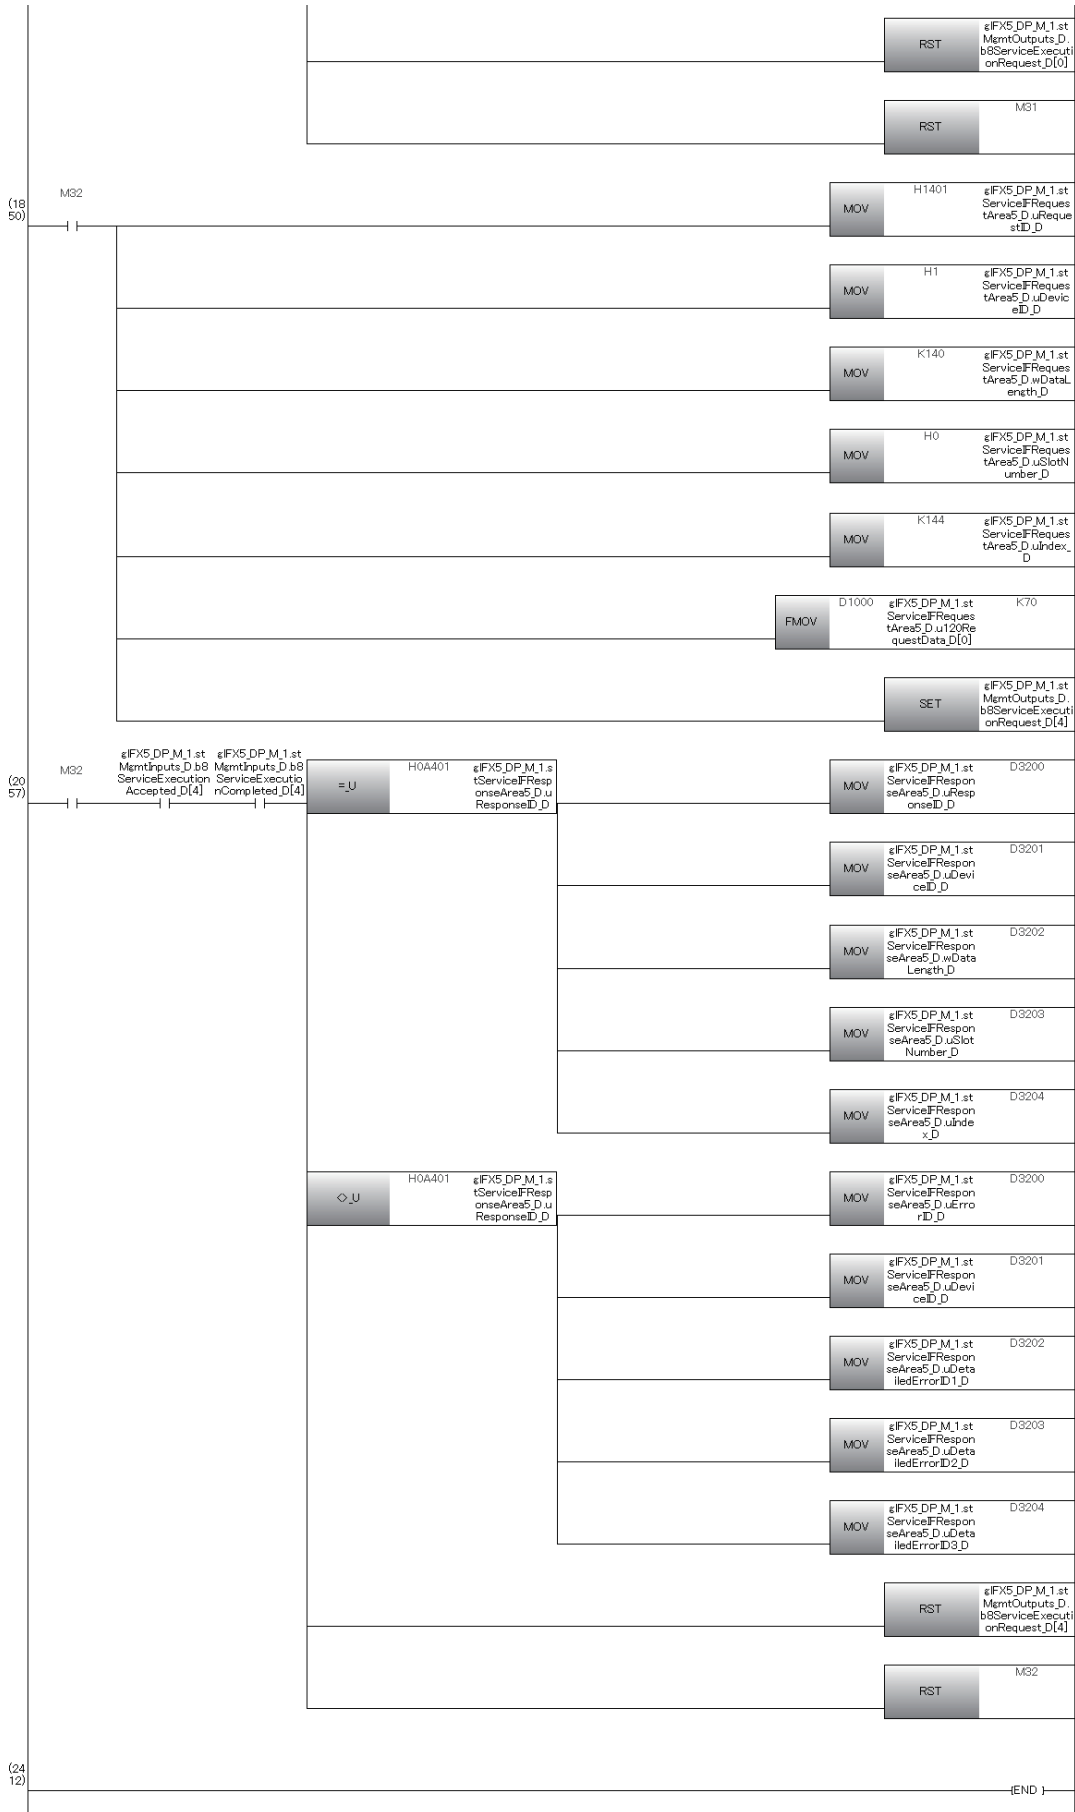 RST
gIFX5_DP_M_1.st
MgmtOutputs_D.
b8ServiceExecuti
onRequest_D[0]
RST
M31
(18
50)
M32
MOV
H1401
gIFX5_DP_M_1.st
ServiceIFReques
tArea5_D.uReque
stID_D
MOV
H1
gIFX5_DP_M_1.st
ServiceIFReques
tArea5_D.uDevic
eID_D
MOV
K140
gIFX5_DP_M_1.st
ServiceIFReques
tArea5_D.wDataL
ength_D
MOV
H0
gIFX5_DP_M_1.st
ServiceIFReques
tArea5_D.uSlotN
umber_D
MOV
K144
gIFX5_DP_M_1.st
ServiceIFReques
tArea5_D.uIndex_
D
FMOV
D1000
gIFX5_DP_M_1.st
ServiceIFReques
tArea5_D.u120Re
questData_D[0]
K70
SET
gIFX5_DP_M_1.st
MgmtOutputs_D.
b8ServiceExecuti
onRequest_D[4]
(20
57)
M32
gIFX5_DP_M_1.st
MgmtInputs_D.b8
ServiceExecution
Accepted_D[4]
gIFX5_DP_M_1.st
MgmtInputs_D.b8
ServiceExecutio
nCompleted_D[4]
=_U
H0A401
gIFX5_DP_M_1.s
tServiceIFResp
onseArea5_D.u
ResponseID_D
MOV
gIFX5_DP_M_1.st
ServiceIFRespon
seArea5_D.uResp
onseID_D
D3200
MOV
gIFX5_DP_M_1.st
ServiceIFRespon
seArea5_D.uDevi
ceID_D
D3201
MOV
gIFX5_DP_M_1.st
ServiceIFRespon
seArea5_D.wData
Length_D
D3202
MOV
gIFX5_DP_M_1.st
ServiceIFRespon
seArea5_D.uSlot
Number_D
D3203
MOV
gIFX5_DP_M_1.st
ServiceIFRespon
seArea5_D.uInde
x_D
D3204
<>_U
H0A401
gIFX5_DP_M_1.s
tServiceIFResp
onseArea5_D.u
ResponseID_D
MOV
gIFX5_DP_M_1.st
ServiceIFRespon
seArea5_D.uErro
rID_D
D3200
MOV
gIFX5_DP_M_1.st
ServiceIFRespon
seArea5_D.uDevi
ceID_D
D3201
MOV
gIFX5_DP_M_1.st
ServiceIFRespon
seArea5_D.uDeta
iledErrorID1_D
D3202
MOV
gIFX5_DP_M_1.st
ServiceIFRespon
seArea5_D.uDeta
iledErrorID2_D
D3203
MOV
gIFX5_DP_M_1.st
ServiceIFRespon
seArea5_D.uDeta
iledErrorID3_D
D3204
RST
gIFX5_DP_M_1.st
MgmtOutputs_D.
b8ServiceExecuti
onRequest_D[4]
RST
M32
(24
12)
[END ]